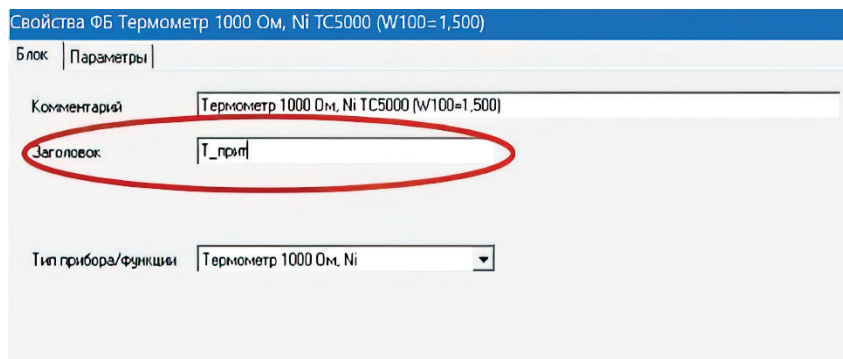 Свойства ФБ Термометр 1000 Ом, Ni TC5000 (W100=1,500)
Блок Параметры
Комментарий Термометр 1000 Ом, Ni TC5000 (W100=1,500)
Заголовок Т_прит
Тип прибора/функции Термометр 1000 Ом, Ni